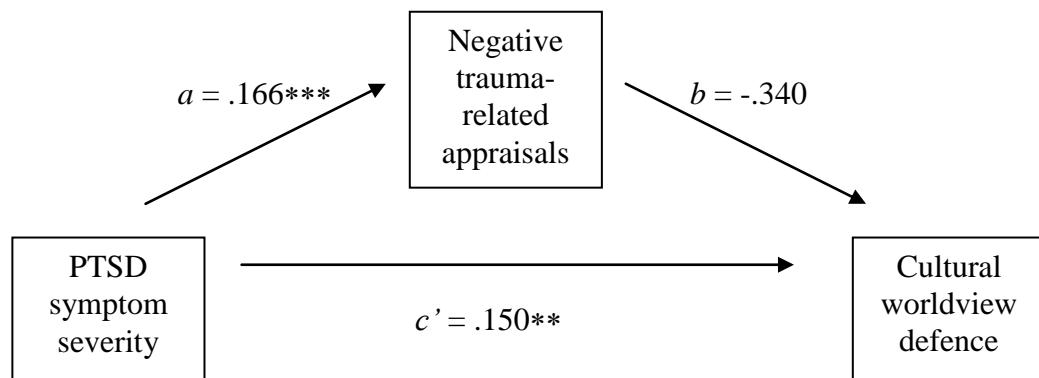 Negative
trauma-
related
appraisals
a = .166***
b = -.340
PTSD
symptom
severity
c’ = .150**
Cultural
worldview
defence